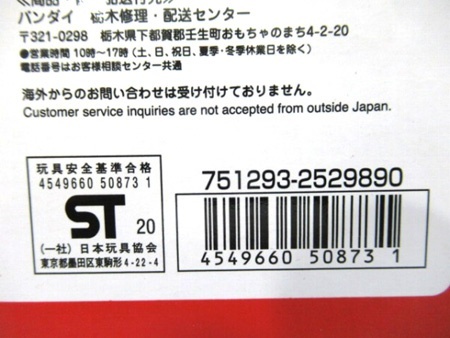 バンダイ 栃木修理・配送センター
〒321-0298 栃木県下都賀郡壬生町おもちゃのまち4-2-20
●営業時間 10時～17時(土、日、祝日、夏季・冬季休業日を除く)
電話番号はお客様相談センター共通
海外からのお問い合わせは受け付けておりません。
Customer service inquiries are not accepted from outside Japan.
玩具安全基準合格
4549660 50873 1
ST 20
(一社) 日本玩具協会
東京都墨田区東駒形4-22-4
751293-2529890
4549660 508731